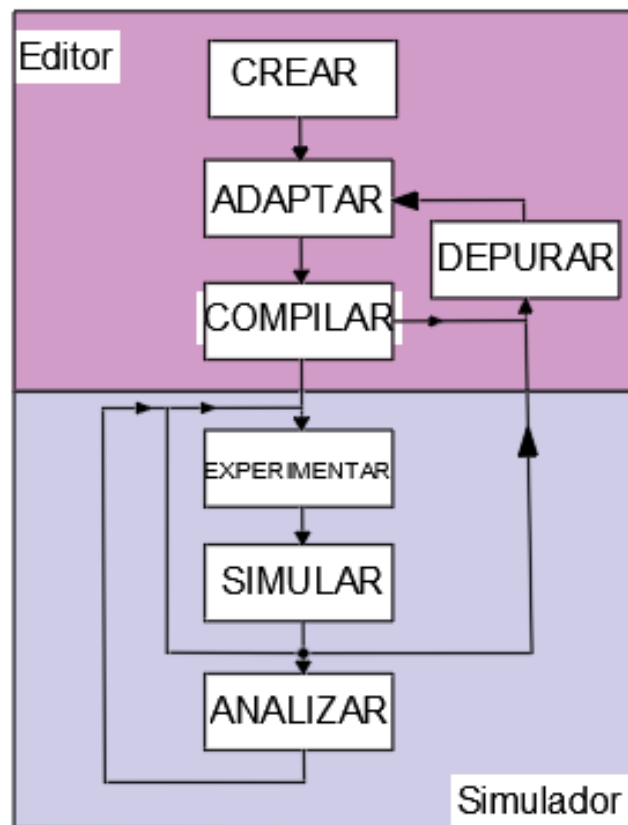 Editor
CREAR
ADAPTAR
DEPURAR
COMPILAR
EXPERIMENTAR
SIMULAR
ANALIZAR
Simulador